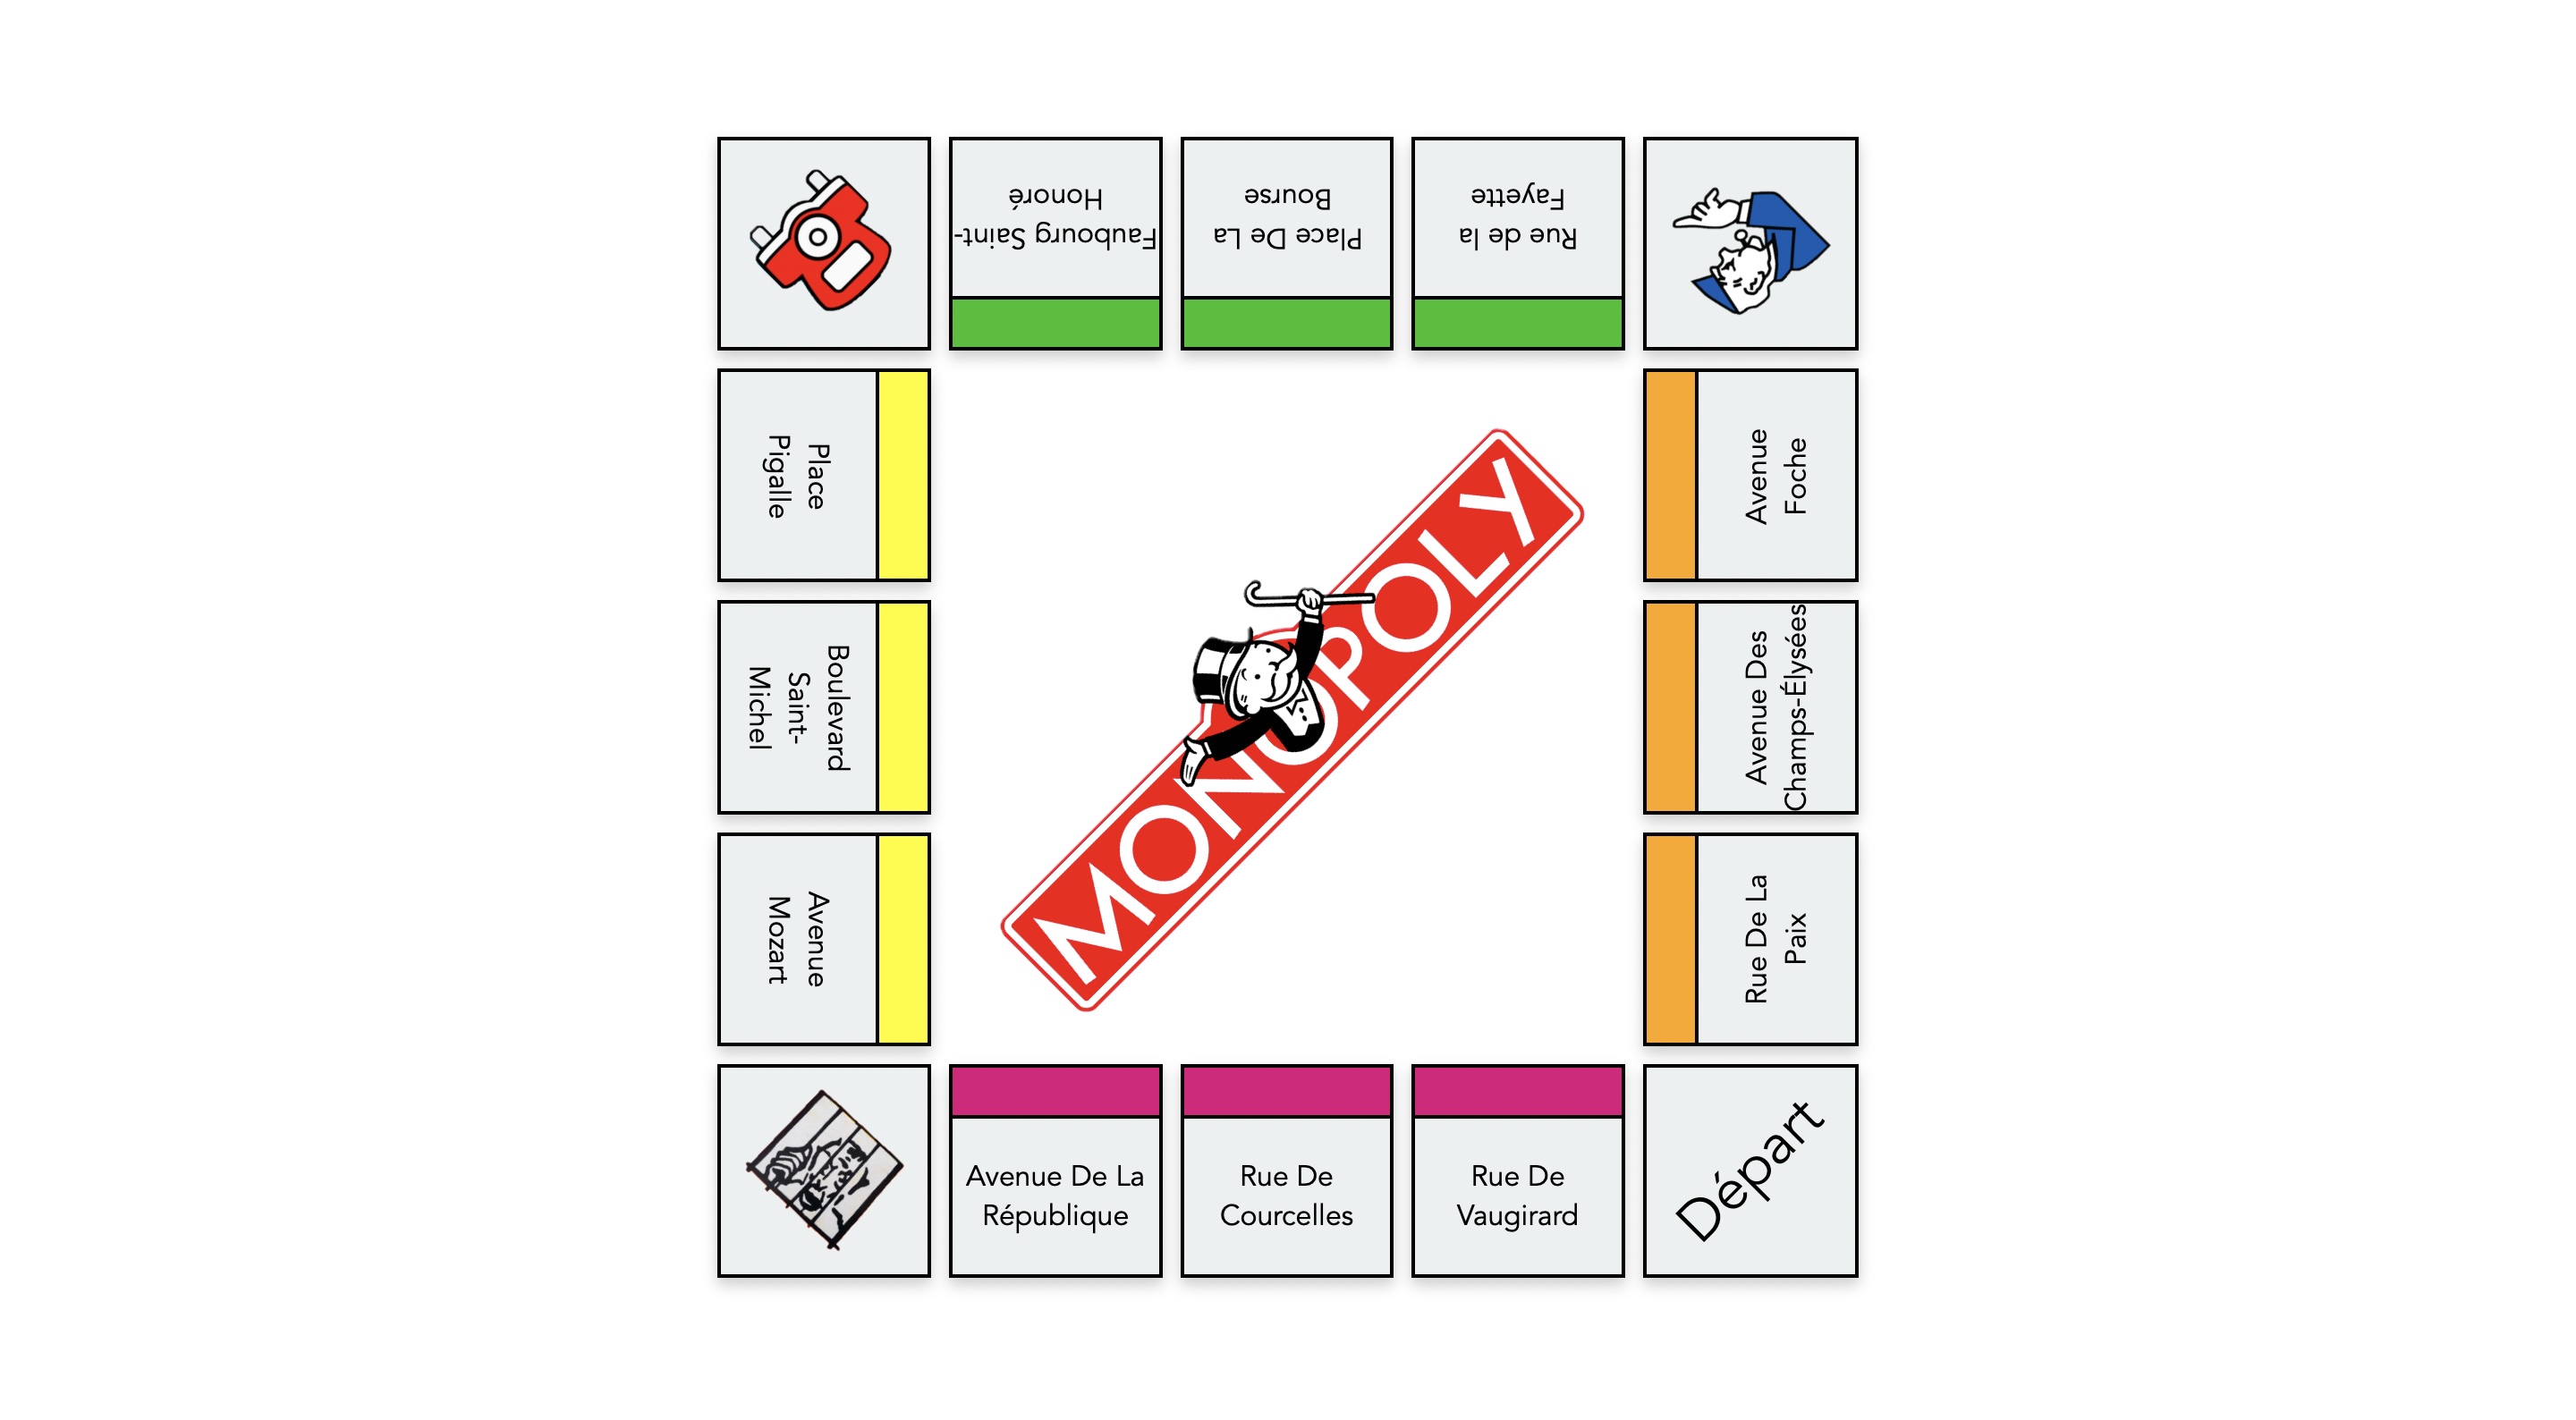 Faubourg Saint-
Honoré
Place De La
Bourse
Rue de la
Fayette
Place
Pigalle
Avenue
Foche
Boulevard
Saint-
Michel
MONOPOLY
Avenue Des
Champs-Élysées
Avenue
Mozart
Rue De La
Paix
Avenue De La
République
Rue De
Courcelles
Rue De
Vaugirard
Départ